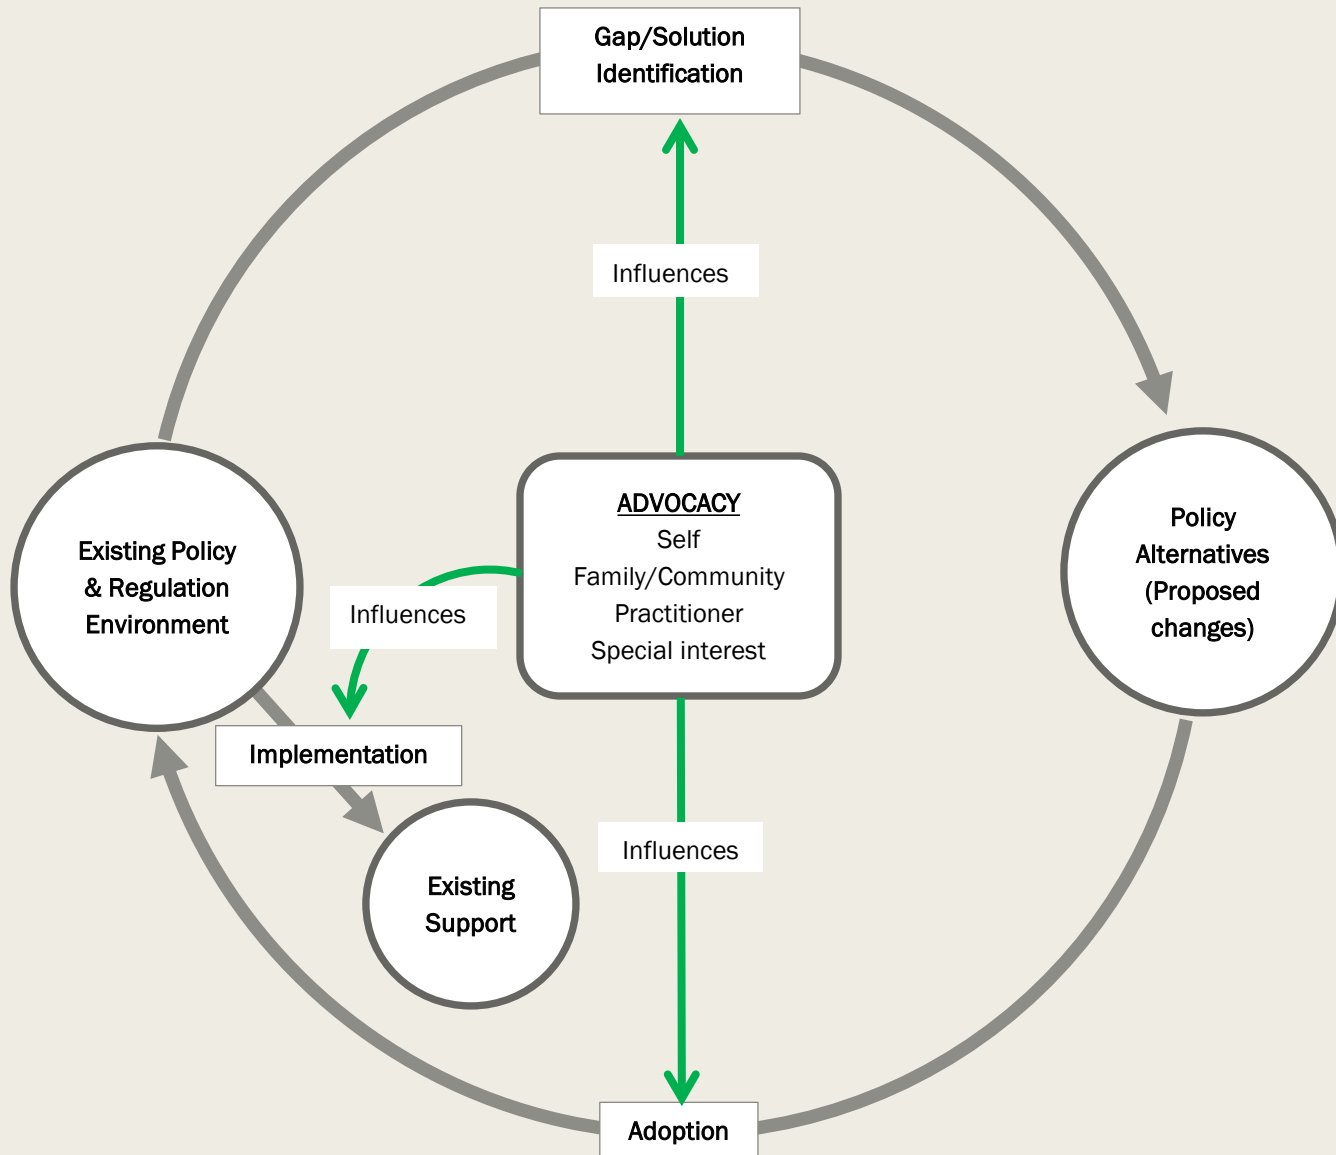 Gap/Solution
Identification
Influences
ADVOCACY
Self
Family/Community
Practitioner
Special interest
Existing Policy
& Regulation
Environment
Policy
Alternatives
(Proposed
changes)
Influences
Implementation
Influences
Existing
Support
Adoption